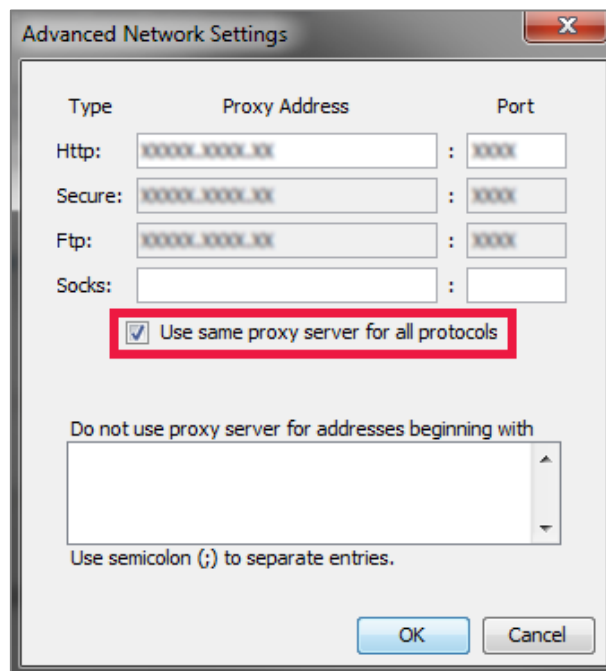 Advanced Network Settings
Type Proxy Address Port
Http: :
Secure: :
Ftp: :
Socks: :
Use same proxy server for all protocols
Do not use proxy server for addresses beginning with
Use semicolon (;) to separate entries.
OK Cancel